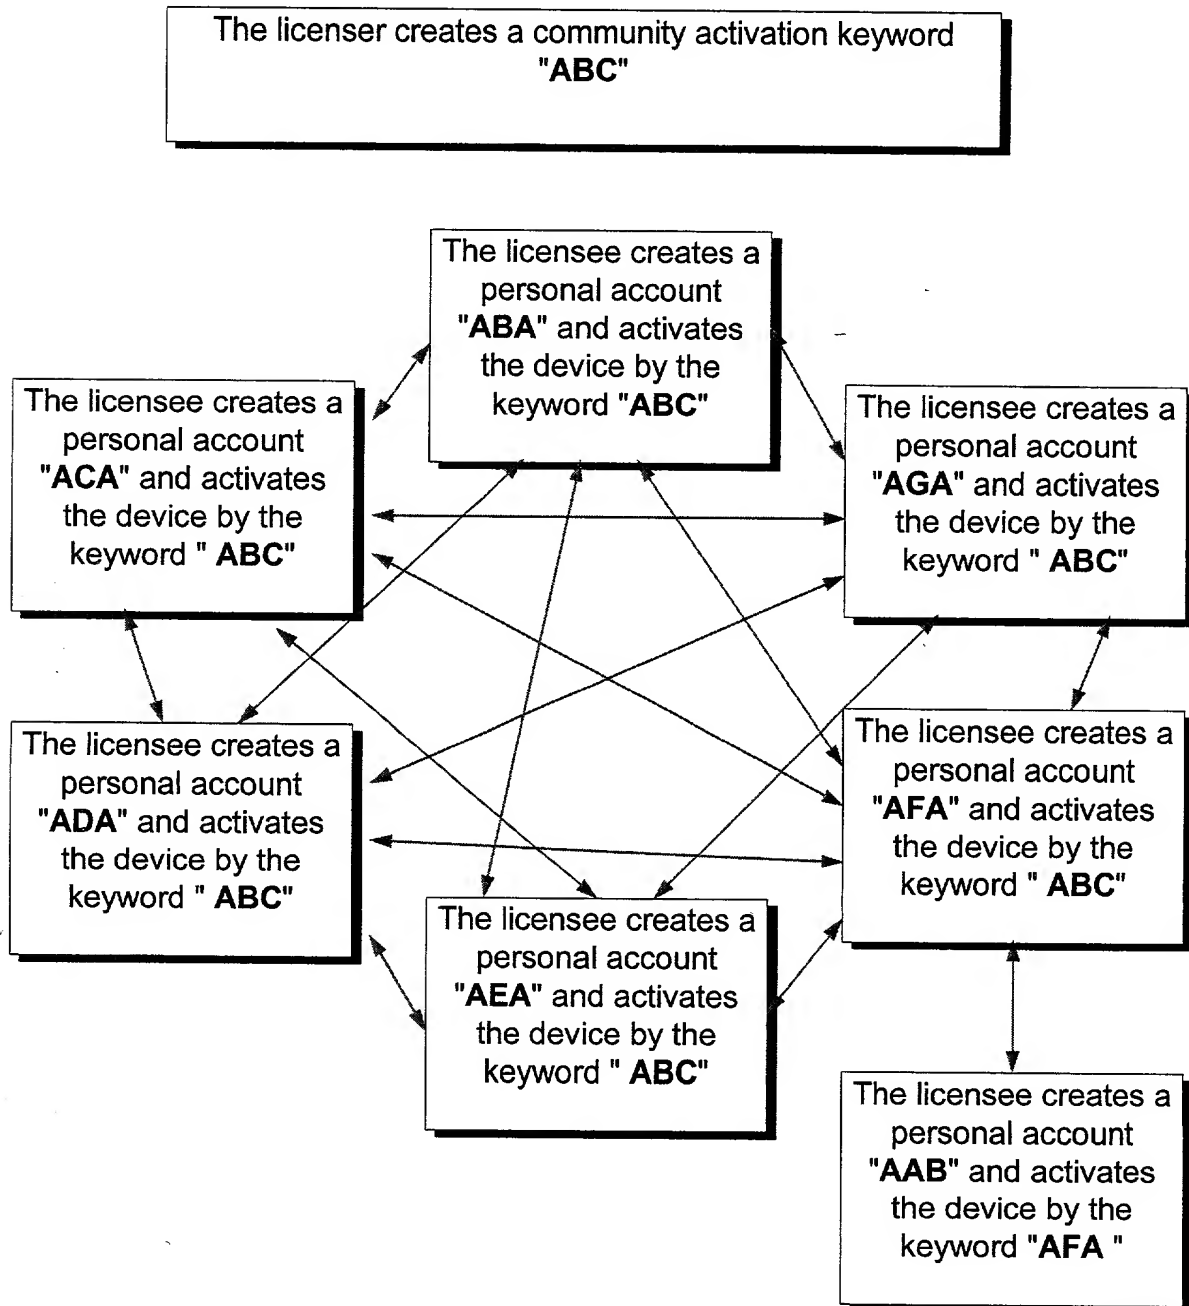 The licenser creates a community activation keyword
"ABC"
The licensee creates a
personal account
"ABA" and activates
the device by the
keyword "ABC"
The licensee creates a
personal account
"ACA" and activates
the device by the
keyword " ABC"
The licensee creates a
personal account
"AGA" and activates
the device by the
keyword " ABC"
The licensee creates a
personal account
"ADA" and activates
the device by the
keyword " ABC"
The licensee creates a
personal account
"AFA" and activates
the device by the
keyword " ABC"
The licensee creates a
personal account
"AEA" and activates
the device by the
keyword " ABC"
The licensee creates a
personal account
"AAB" and activates
the device by the
keyword "AFA "